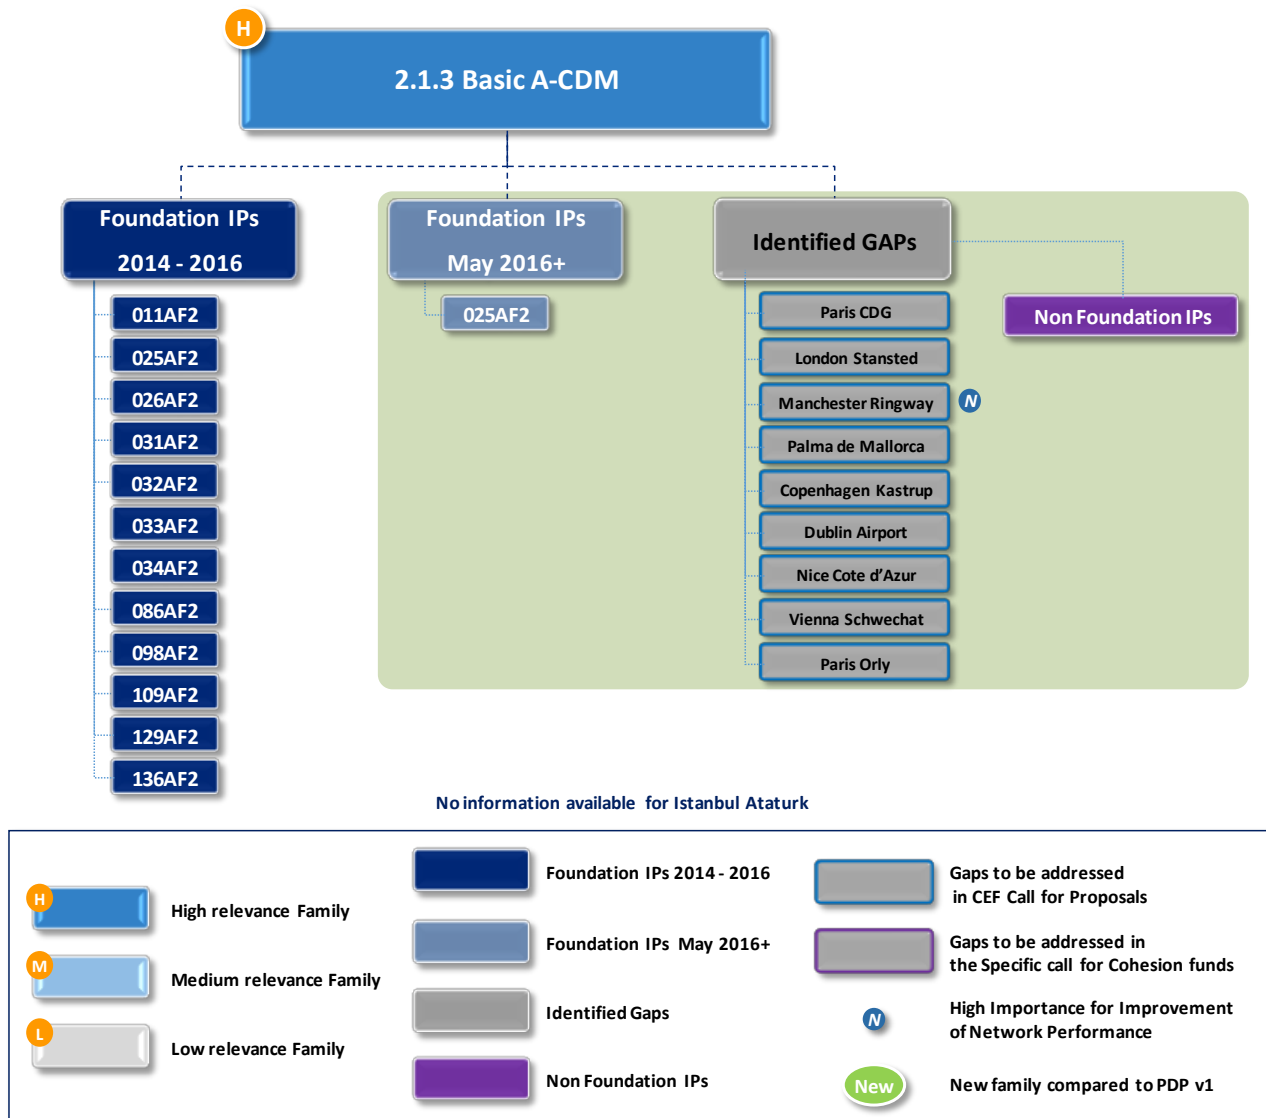 H
2.1.3 Basic A-CDM
Foundation IPs
2014 - 2016
Foundation IPs
May 2016+
Identified GAPs
Non Foundation IPs
011AF2
025AF2
026AF2
031AF2
032AF2
033AF2
034AF2
086AF2
098AF2
109AF2
129AF2
136AF2
025AF2
Paris CDG
London Stansted
Manchester Ringway
N
Palma de Mallorca
Copenhagen Kastrup
Dublin Airport
Nice Cote d’Azur
Vienna Schwechat
Paris Orly
No information available for Istanbul Ataturk
H
High relevance Family
M
Medium relevance Family
L
Low relevance Family
Foundation IPs 2014 - 2016
Foundation IPs May 2016+
Identified Gaps
Non Foundation IPs
Gaps to be addressed
in CEF Call for Proposals
Gaps to be addressed in
the Specific call for Cohesion funds
N
High Importance for Improvement
of Network Performance
New
New family compared to PDP v1